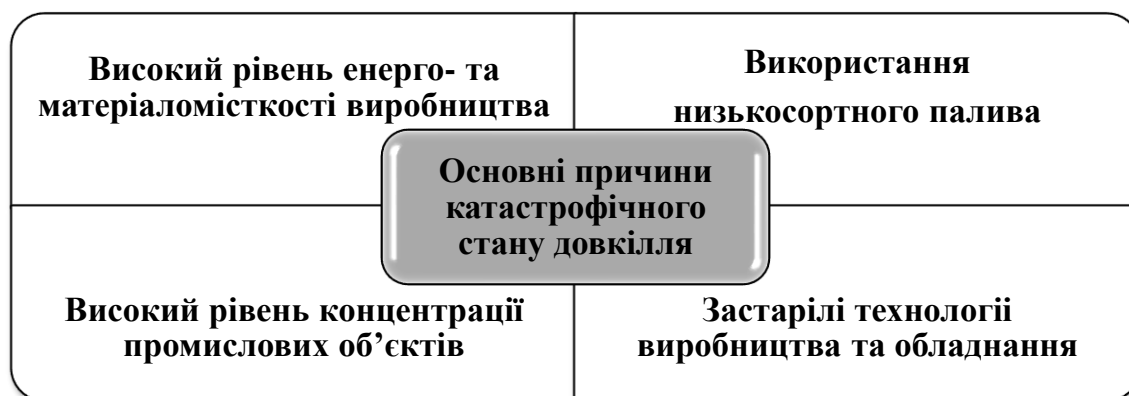 Високий рівень енерго- та
матеріаломісткості виробництва
Використання
низькосортного палива
Основні причини
катастрофічного
стану довкілля
Високий рівень концентрації
промислових об’єктів
Застарілі технології
виробництва та обладнання